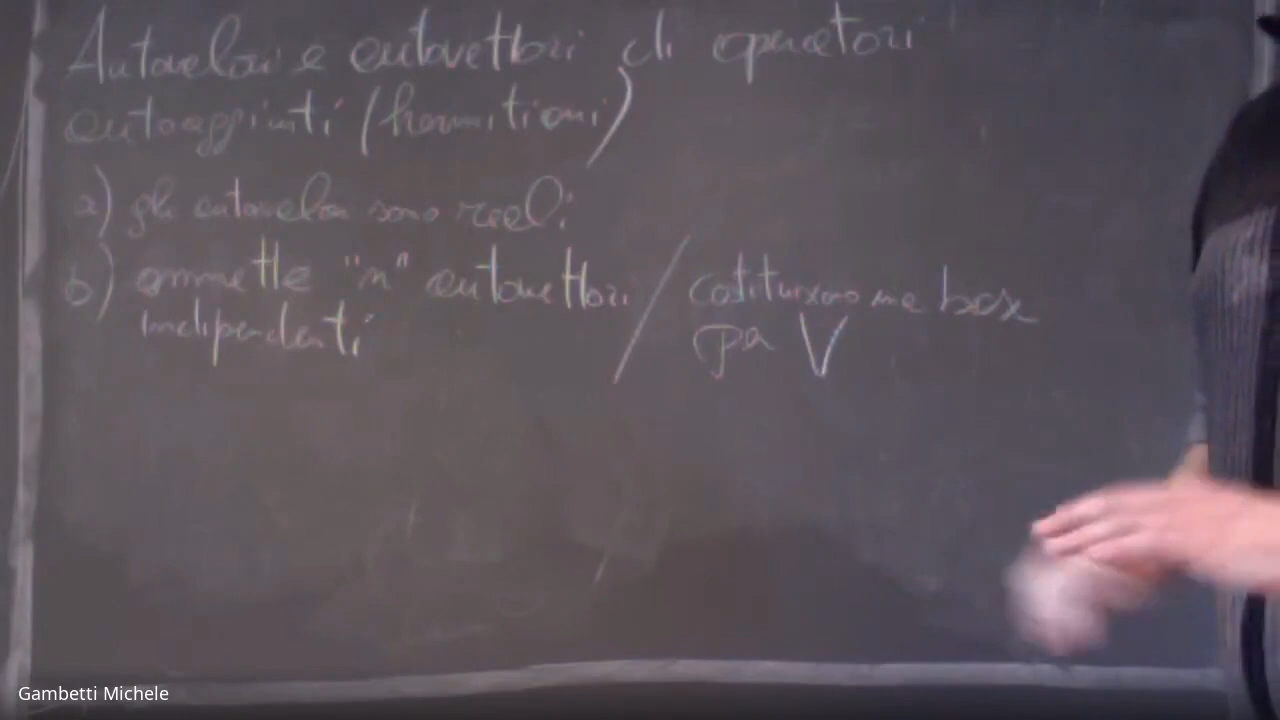 Autovalori e autovettori di operatori
autoaggiunti (hermitiani)
a) gli autovalori sono reali
b) ammette "n" autovettori / costituiscono una base
indipendenti per V
Gambetti Michele